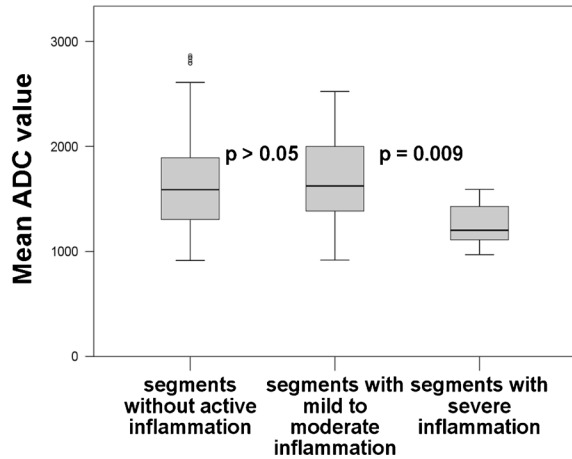 3000
2000
1000
0
Mean ADC value
p > 0.05
p = 0.009
segments
without active
inflammation
segments with
mild to
moderate
inflammation
segments with
severe
inflammation